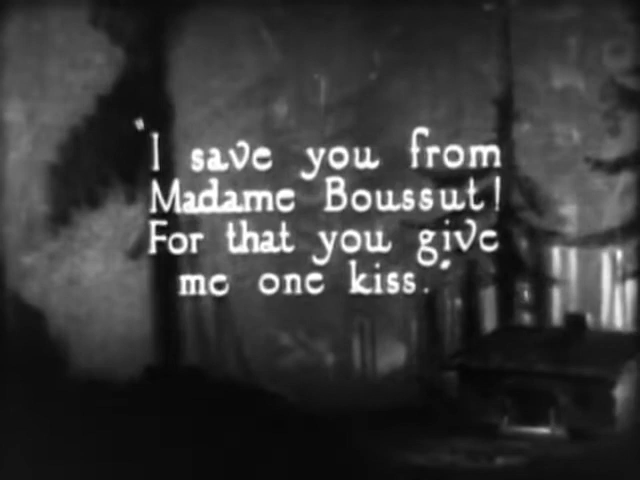 "I save you from
Madame Boussut!
For that you give
me one kiss."